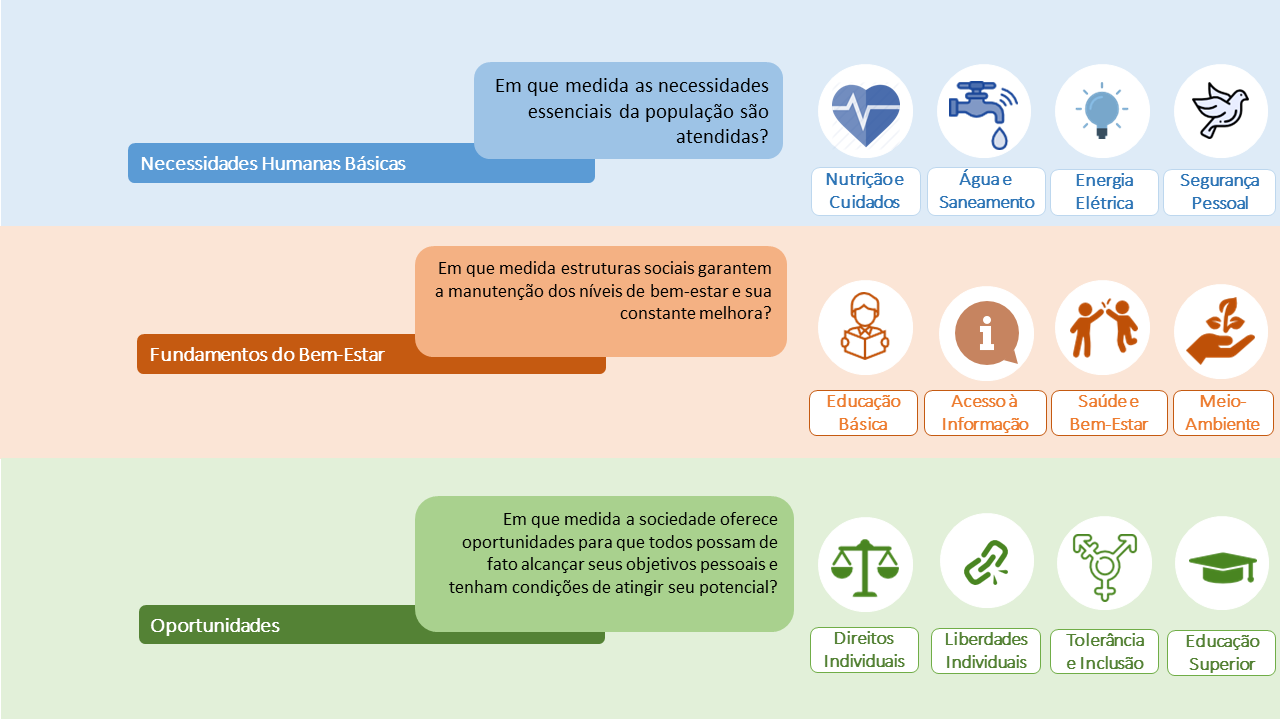 Em que medida as necessidades
essenciais da população são
atendidas?
Necessidades Humanas Básicas
Nutrição e
Cuidados
Água e
Saneamento
Energia
Elétrica
Segurança
Pessoal
Em que medida estruturas sociais garantem
a manutenção dos níveis de bem-estar e sua
constante melhora?
Fundamentos do Bem-Estar
Educação
Básica
Acesso à
Informação
Saúde e
Bem-Estar
Meio-
Ambiente
Em que medida a sociedade oferece
oportunidades para que todos possam de
fato alcançar seus objetivos pessoais e
tenham condições de atingir seu potencial?
Oportunidades
Direitos
Individuais
Liberdades
Individuais
Tolerância
e Inclusão
Educação
Superior